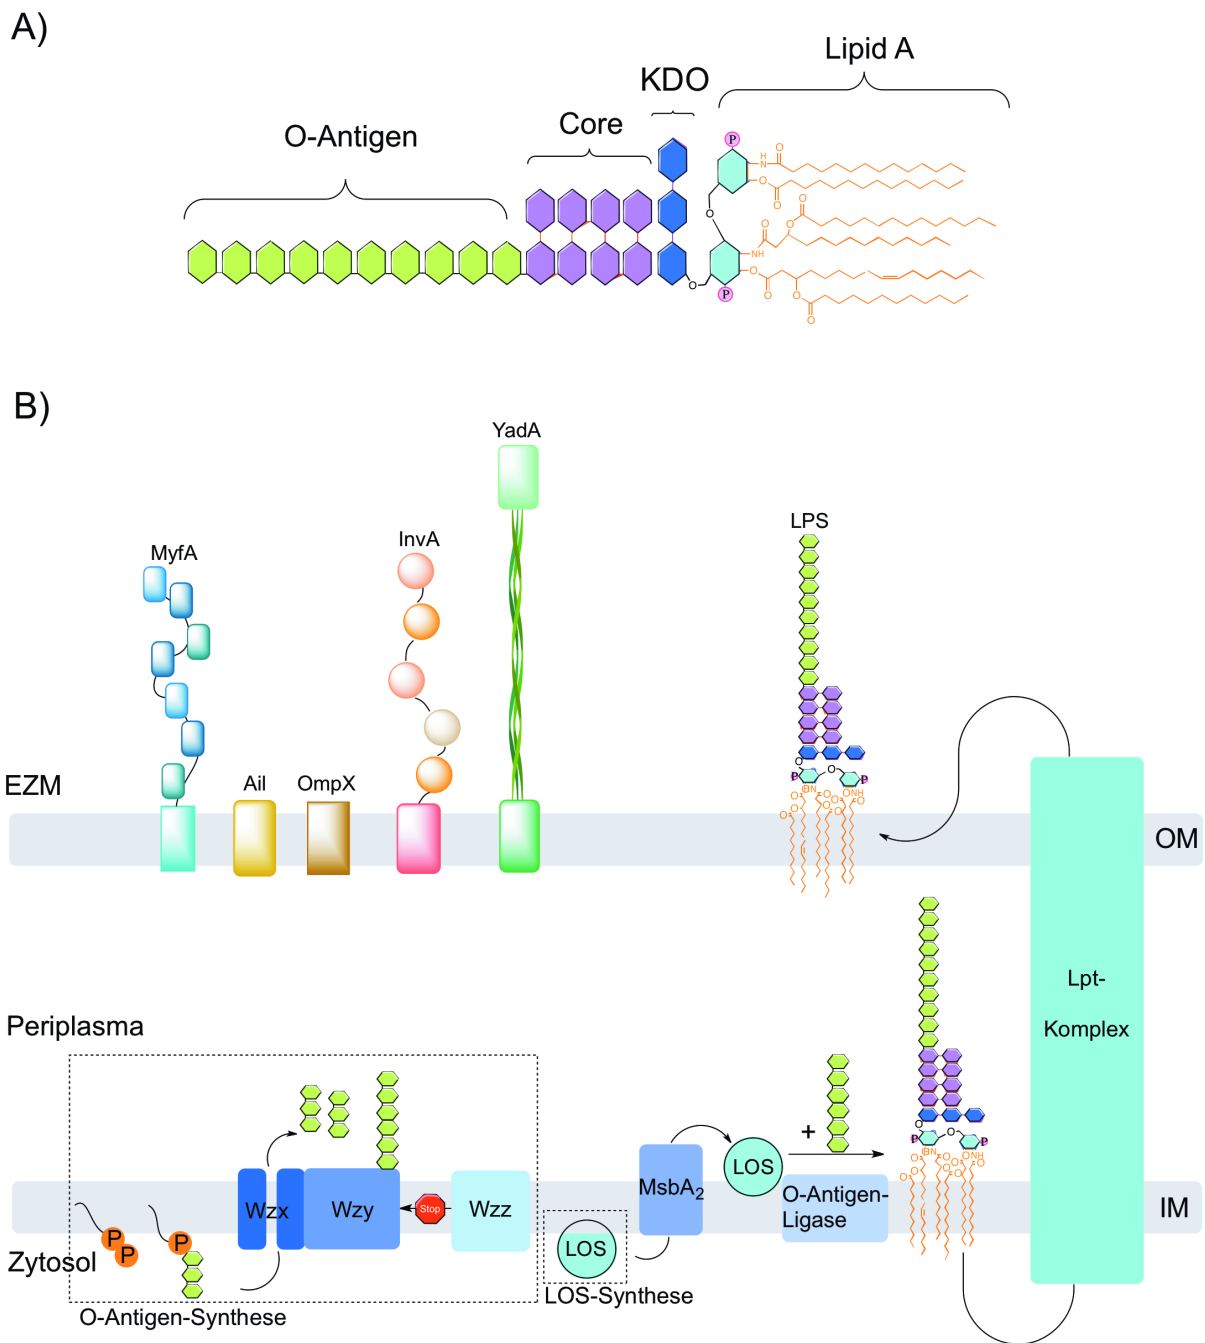 A)
Lipid A
KDO
Core
O-Antigen
P
H
N
O
O
O
O
O
O
O
NH
O
O
P
O
O
O
B)
YadA
LPS
InvA
MyfA
EZM
Ail
OmpX
OM
Lpt-
Komplex
Periplasma
+
LOS
MsbA2
O-Antigen-
Ligase
Wzx
Wzy
Stop
Wzz
IM
P
P
P
LOS
Zytosol
LOS-Synthese
O-Antigen-Synthese